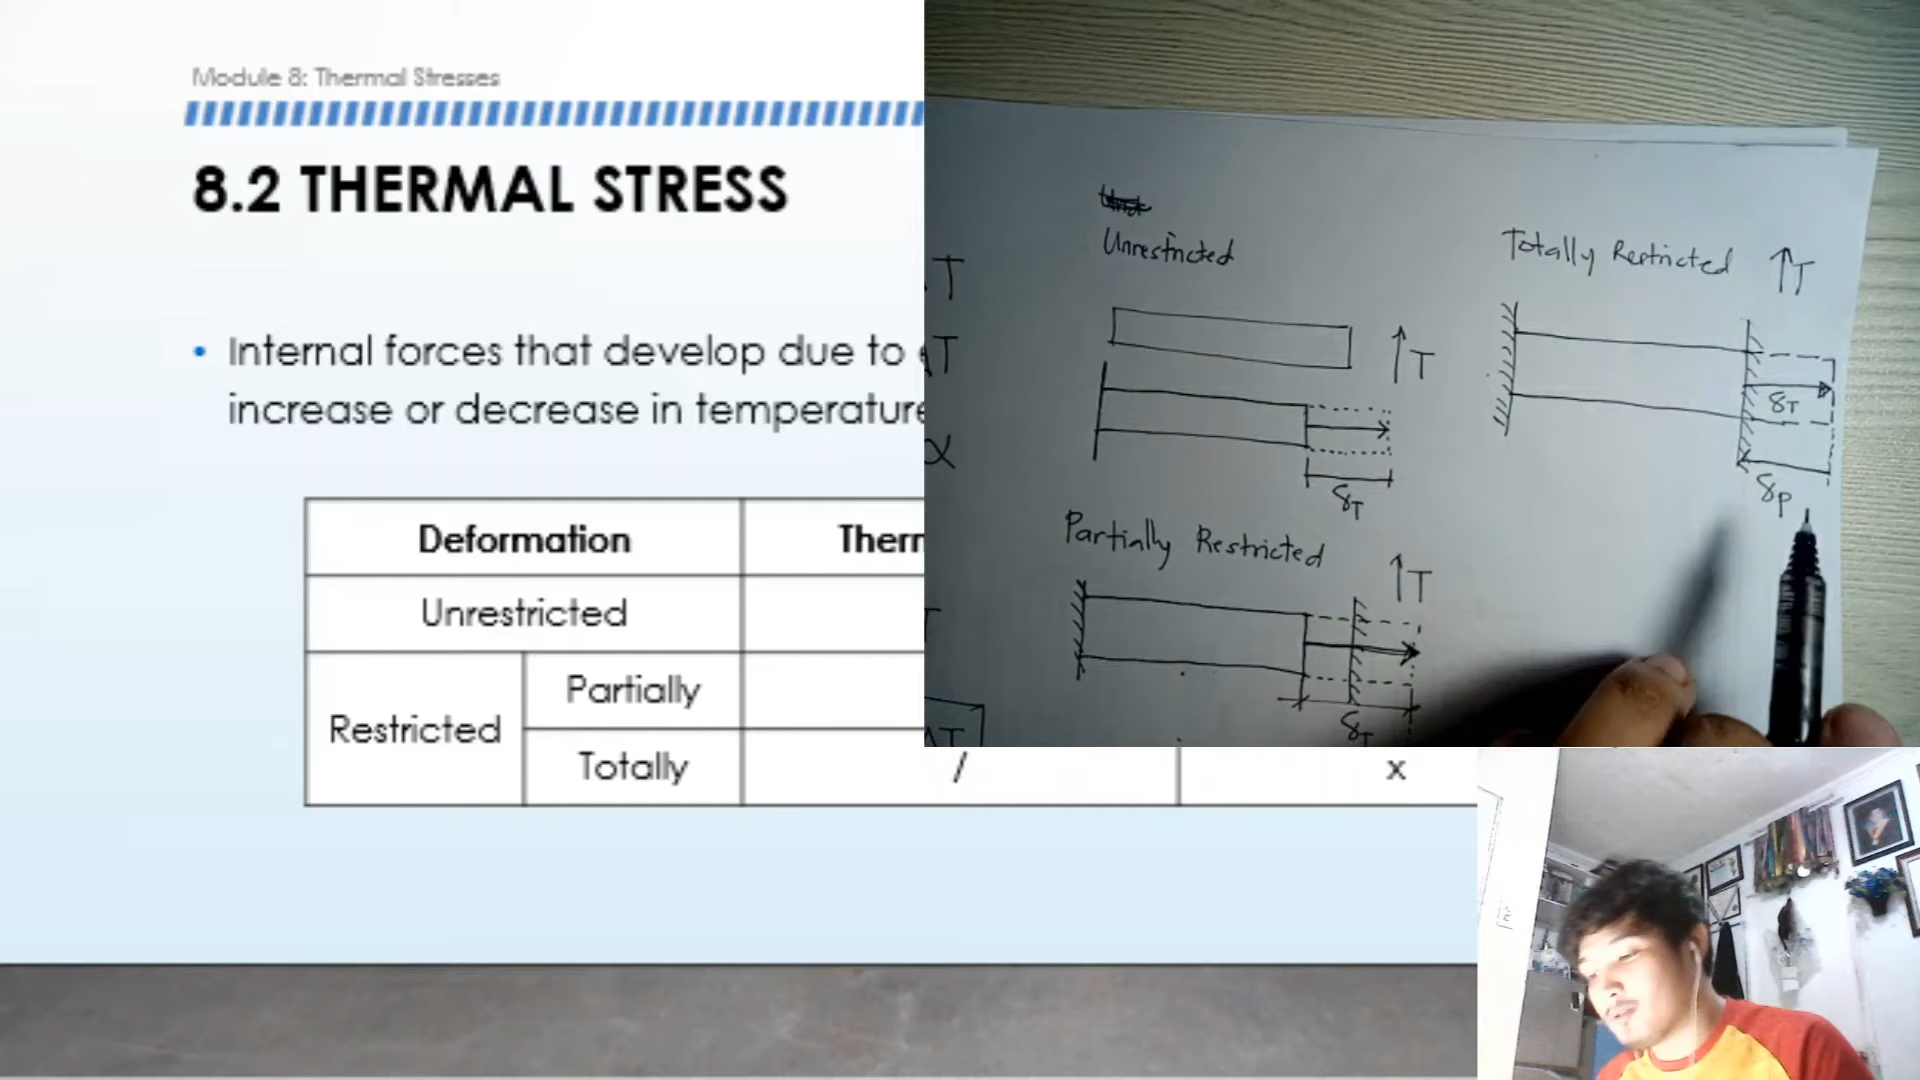 Module 8: Thermal Stresses
8.2 THERMAL STRESS
• Internal forces that develop due to
increase or decrease in temperature
Deformation
Unrestricted
Restricted
Partially
Totally
/
x
T
T
α
T
ΔT
Unrestricted
↑T
δT
Partially Restricted
↑T
δT
Totally Restricted ↑T
δT
δP